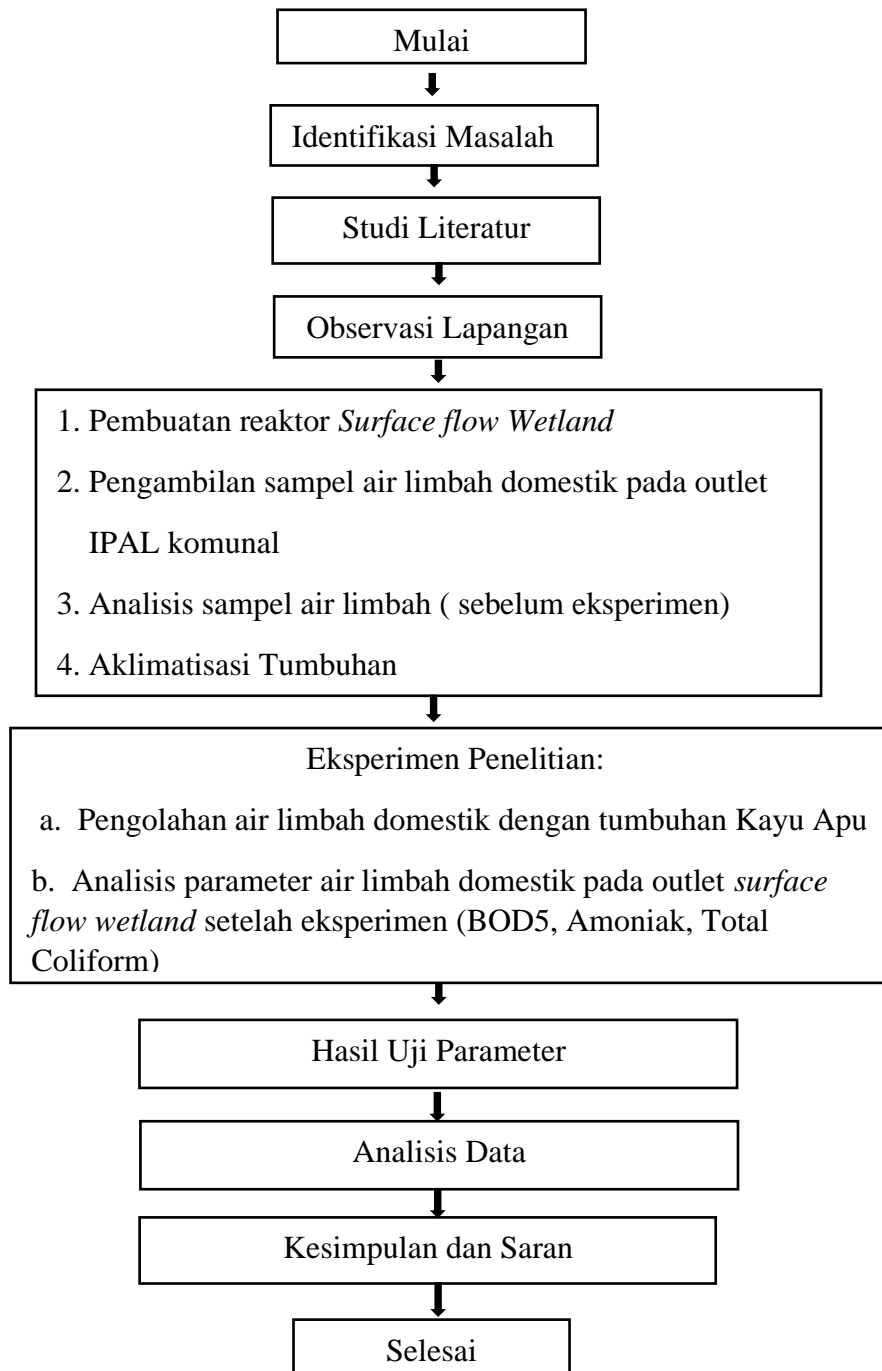 Mulai
Identifikasi Masalah
Studi Literatur
Observasi Lapangan
1. Pembuatan reaktor Surface flow Wetland
2. Pengambilan sampel air limbah domestik pada outlet
IPAL komunal
3. Analisis sampel air limbah ( sebelum eksperimen)
4. Aklimatisasi Tumbuhan
Eksperimen Penelitian:
a. Pengolahan air limbah domestik dengan tumbuhan Kayu Apu
b. Analisis parameter air limbah domestik pada outlet surface
flow wetland setelah eksperimen (BOD5, Amoniak, Total
Coliform)
Hasil Uji Parameter
Analisis Data
Kesimpulan dan Saran
Selesai